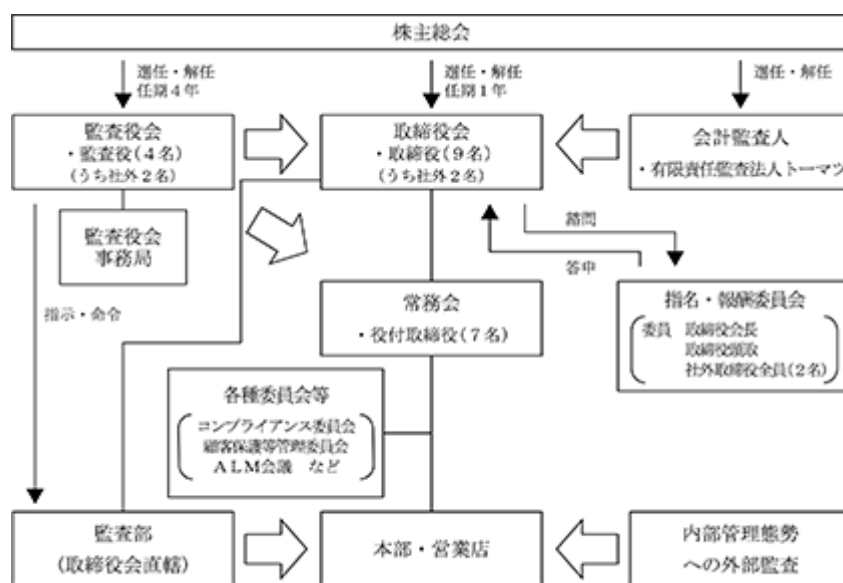 株主総会
選任・解任
任期4年
選任・解任
任期1年
選任・解任
監査役会
・監査役(4名)
(うち社外2名)
取締役会
・取締役(9名)
(うち社外2名)
会計監査人
・有限責任監査法人トーマツ
監査役会
事務局
諮問
答申
指示・命令
常務会
・役付取締役(7名)
指名・報酬委員会
委員 取締役会長
取締役頭取
社外取締役全員(2名)
各種委員会等
コンプライアンス委員会
顧客保護等管理委員会
ALM会議 など
監査部
(取締役会直轄)
本部・営業店
内部管理態勢
への外部監査